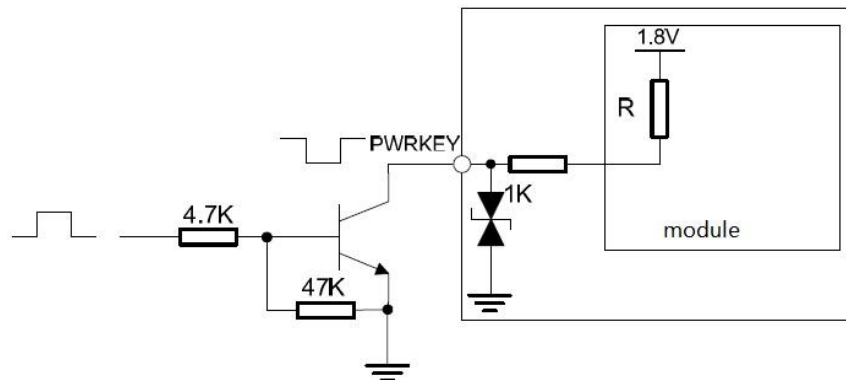 1.8V
R
PWRKEY
4.7K
1K
module
47K